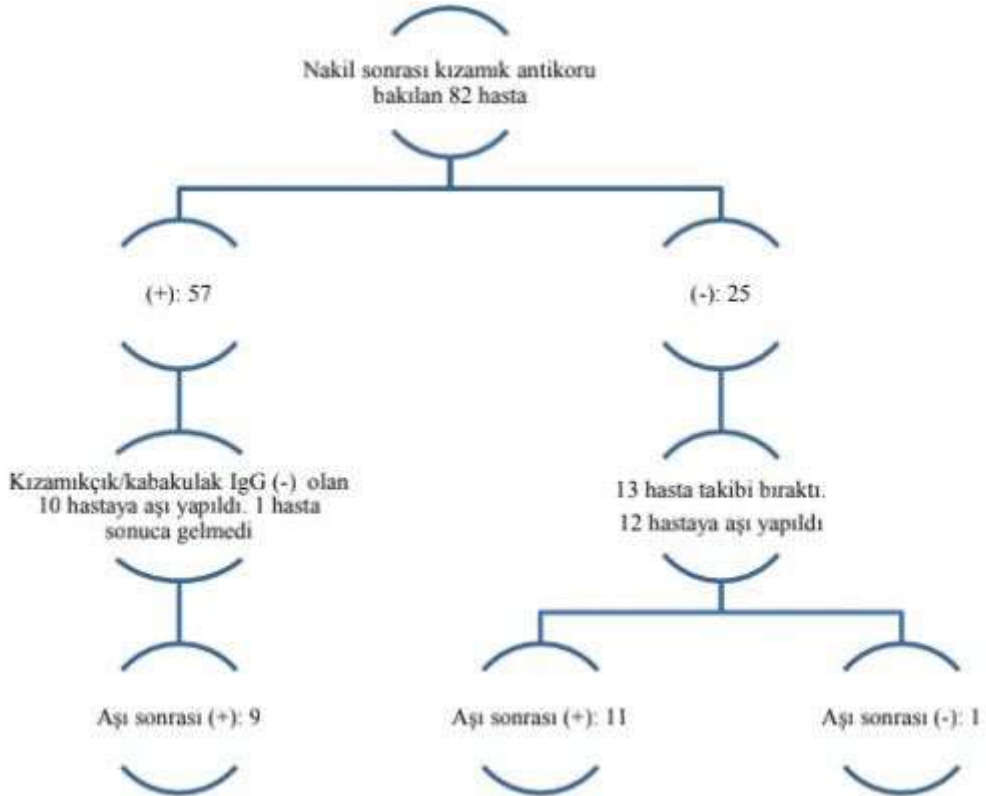 Nakil sonrası kızamık antikoru
bakılan 82 hasta
(+): 57
(-): 25
Kızamıkçık/kabakulak IgG (-) olan
10 hastaya aşı yapıldı. 1 hasta
sonuca gelmedi
13 hasta takibi bıraktı.
12 hastaya aşı yapıldı
Aşı sonrası (+): 9
Aşı sonrası (+): 11
Aşı sonrası (-): 1